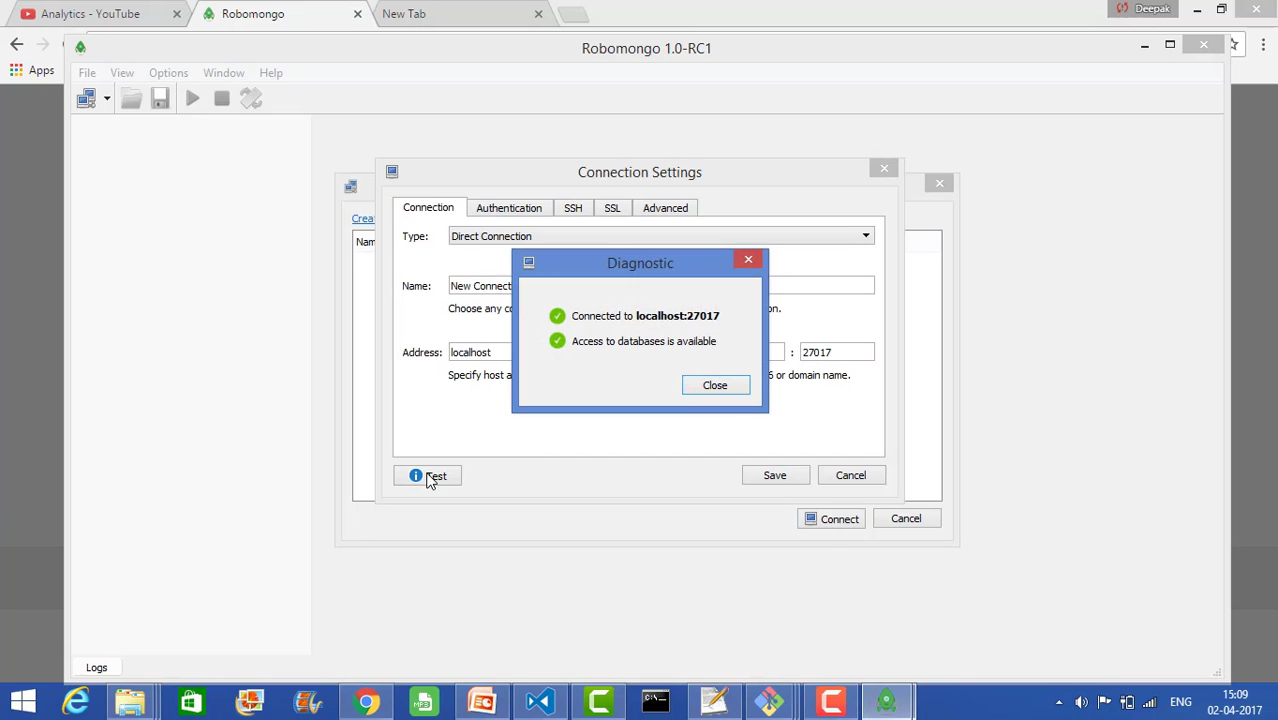 Analytics - YouTube
Robomongo
New Tab
Deepak
Apps
Robomongo 1.0-RC1
File View Options Window Help
Connection Settings
Connection Authentication SSH SSL Advanced
Crea
Nam
Type: Direct Connection
Diagnostic
Name: New Connect
Choose any co
on.
Connected to localhost:27017
Access to databases is available
Address: localhost : 27017
Specify host a
6 or domain name.
Close
Test Save Cancel
Connect Cancel
Logs
ENG
15:09
02-04-2017